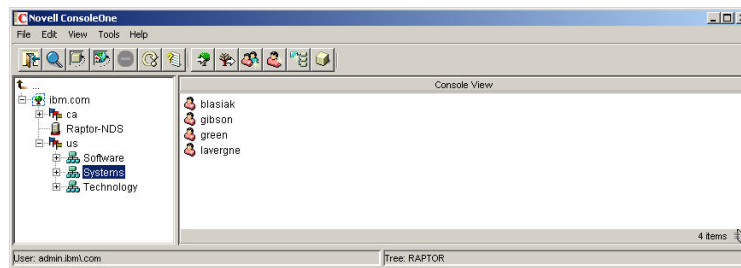 Novell ConsoleOne
File Edit View Tools Help
...
ibm.com
ca
Raptor-NDS
us
Software
Systems
Technology
Console View
blasiak
gibson
green
lavergne
4 items
User: admin.ibm\.com
Tree: RAPTOR